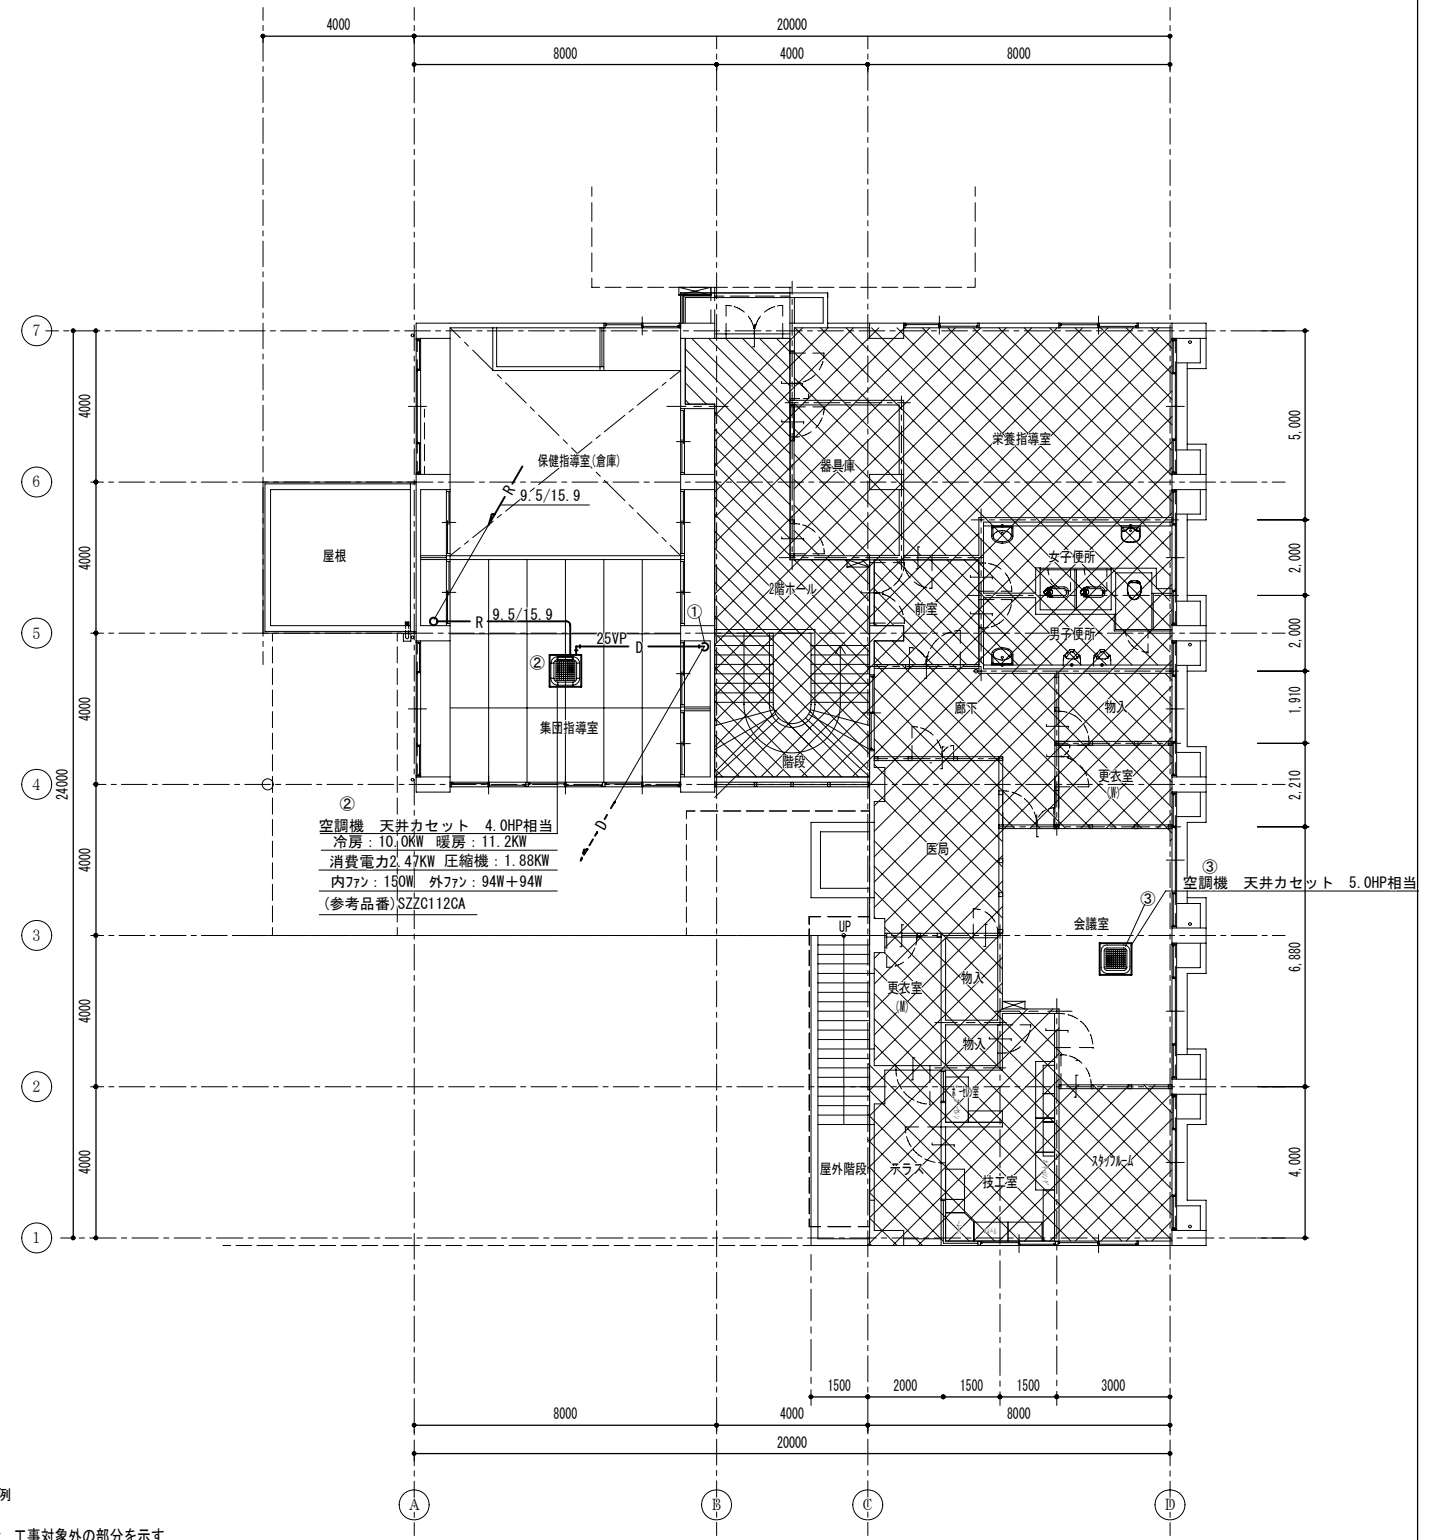 4000
20000
8000
4000
8000
7
保健指導室(倉庫)
R
9.5/15.9
器具庫
栄養指導室
4000
5,000
6
屋根
女子便所
2階ホール
前室
4000
2,000
R
9.5/15.9
①
5
25VP
D
男子便所
2,000
②
集団指導室
廊下
物入
4000
1,910
階段
更衣室
(W)
2,210
4
24000
②
空調機 天井カセット 4.0HP相当
冷房：10.0KW 暖房：11.2KW
消費電力2.47KW 圧縮機：1.88KW
内ファン：150W 外ファン：94W＋94W
(参考品番)SZZC112CA
D
医局
4000
③
空調機 天井カセット 5.0HP相当
③
会議室
UP
3
6,880
更衣室
(M)
物入
物入
4000
2
屋外階段
テラス
技工室
スタッフルーム
4000
4,000
1
1500
2000
1500
1500
3000
8000
4000
8000
20000
A
B
C
D
例
工事対象外の部分を示す